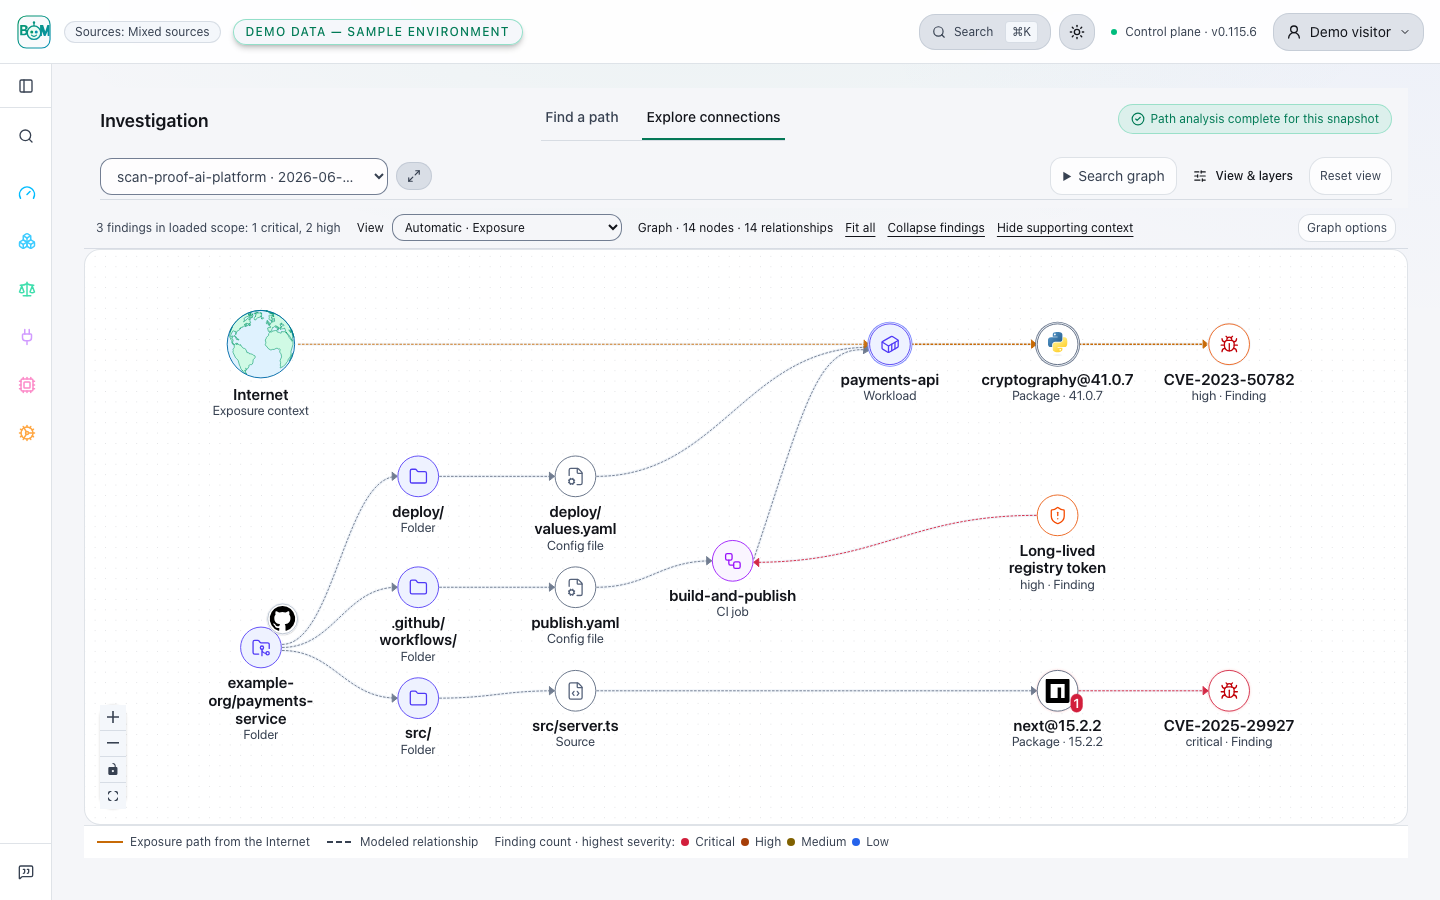 BOM
Sources: Mixed sources
DEMO DATA — SAMPLE ENVIRONMENT
Search
⌘K
Control plane · v0.115.6
Demo visitor
Investigation
Find a path
Explore connections
Path analysis complete for this snapshot
scan-proof-ai-platform · 2026-06-...
Search graph
View & layers
Reset view
3 findings in loaded scope: 1 critical, 2 high
View
Automatic · Exposure
Graph · 14 nodes · 14 relationships
Fit all
Collapse findings
Hide supporting context
Graph options
Internet
Exposure context
payments-api
Workload
cryptography@41.0.7
Package · 41.0.7
CVE-2023-50782
high · Finding
deploy/
Folder
deploy/
values.yaml
Config file
Long-lived
registry token
high · Finding
build-and-publish
CI job
.github/
workflows/
Folder
publish.yaml
Config file
example-
org/payments-
service
Folder
src/
Folder
src/server.ts
Source
1
next@15.2.2
Package · 15.2.2
CVE-2025-29927
critical · Finding
Exposure path from the Internet
Modeled relationship
Finding count · highest severity:
Critical
High
Medium
Low